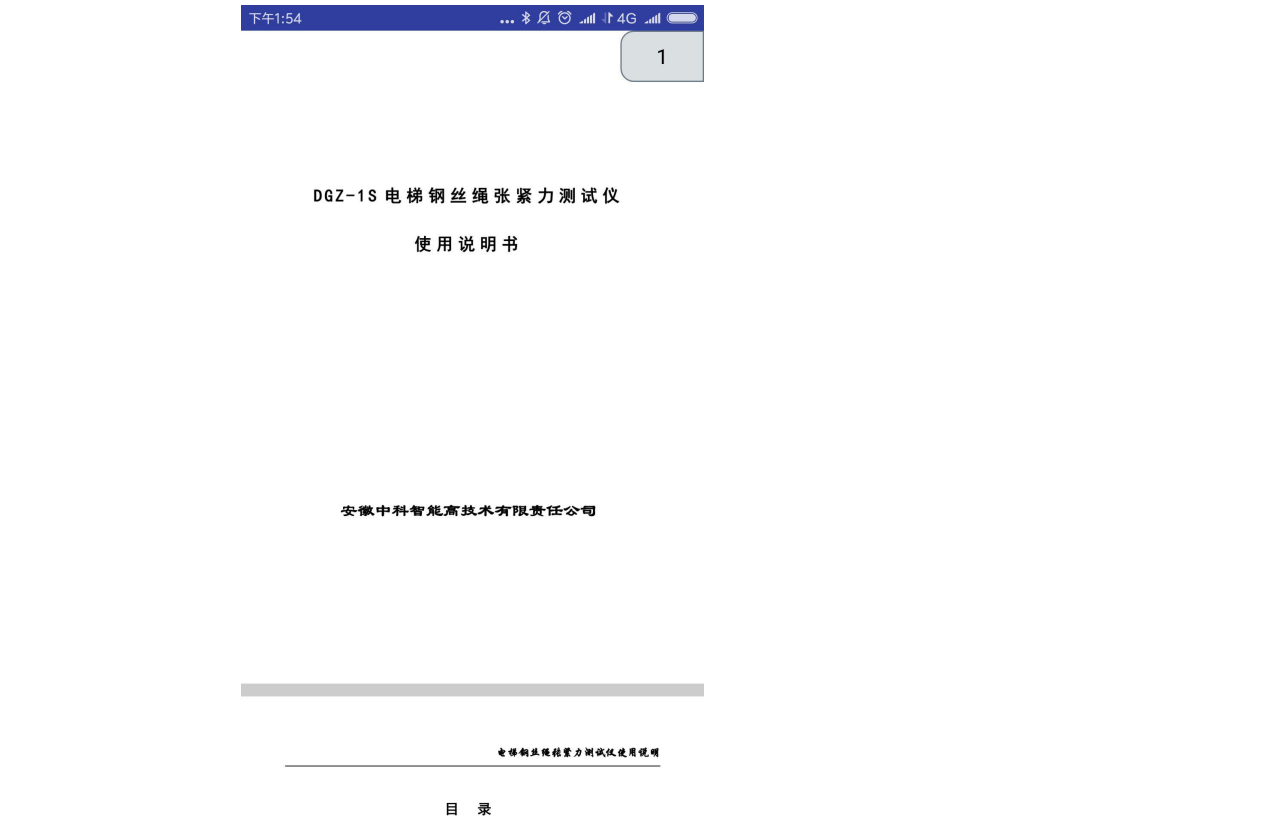 下午1:54
... 4G
1
DGZ-1S 电梯钢丝绳张紧力测试仪
使用说明书
安徽中科智能高技术有限责任公司
电梯钢丝绳张紧力测试仪使用说明
目 录